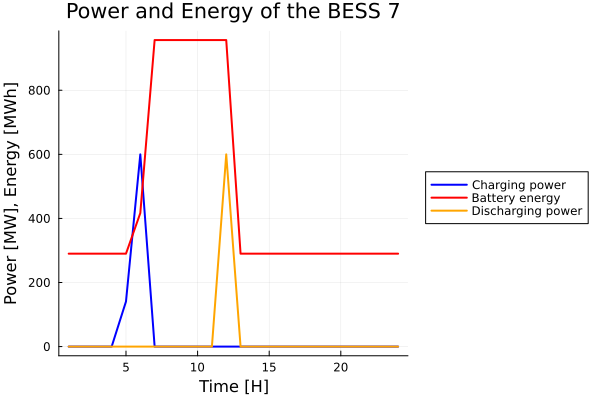 Power and Energy of the BESS 7
Power [MW], Energy [MWh]
800
600
400
200
0
5
10
15
20
Time [H]
Charging power
Battery energy
Discharging power